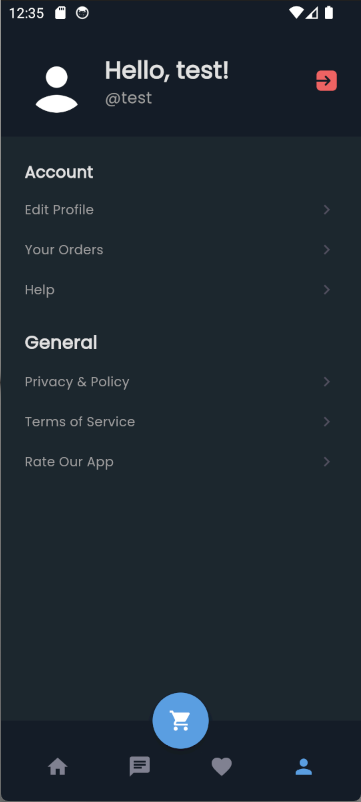 12:35
Hello, test!
@test
Account
Edit Profile
Your Orders
Help
General
Privacy & Policy
Terms of Service
Rate Our App